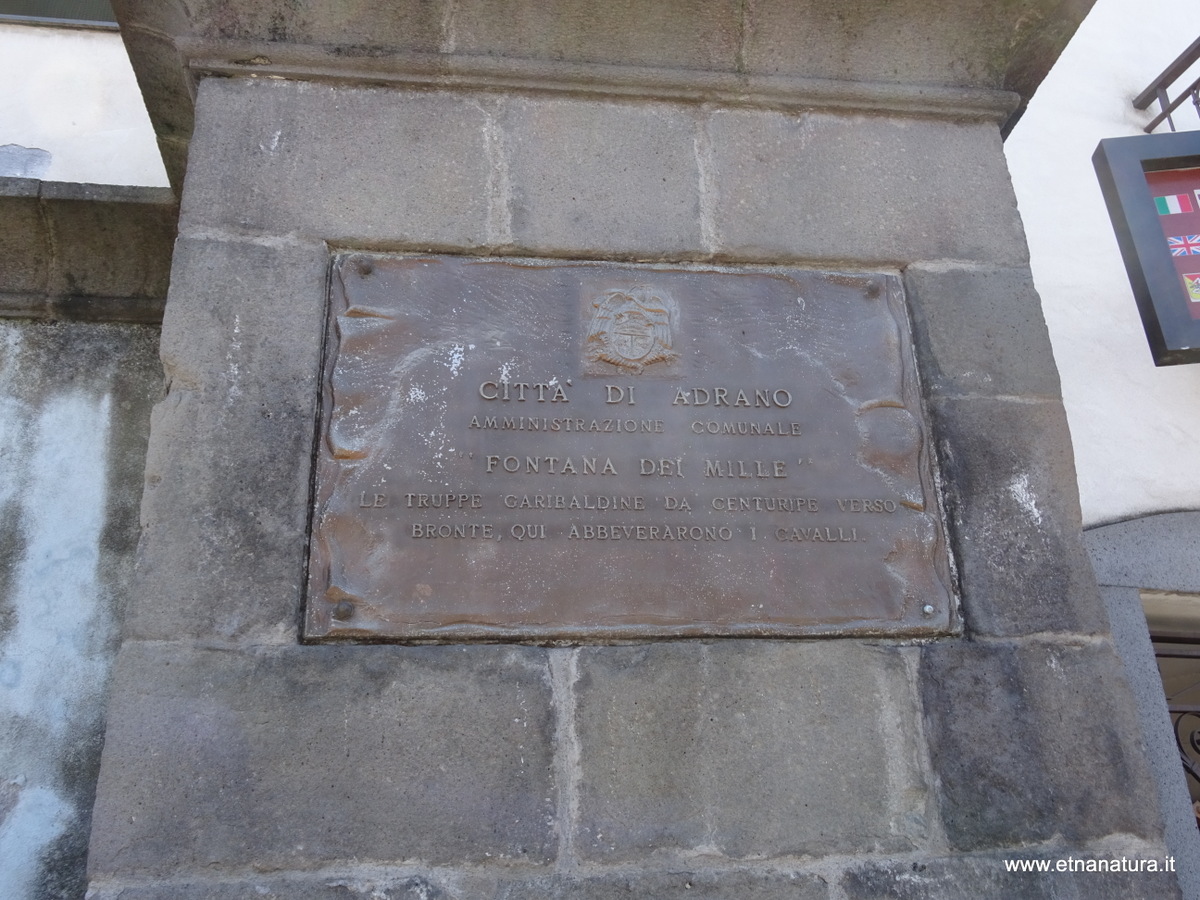 CITTA' DI ADRANO
AMMINISTRAZIONE COMUNALE
"FONTANA DEI MILLE"
LE TRUPPE GARIBALDINE DA CENTURIPE VERSO
BRONTE, QUI ABBEVERARONO I CAVALLI.
www.etnanatura.it